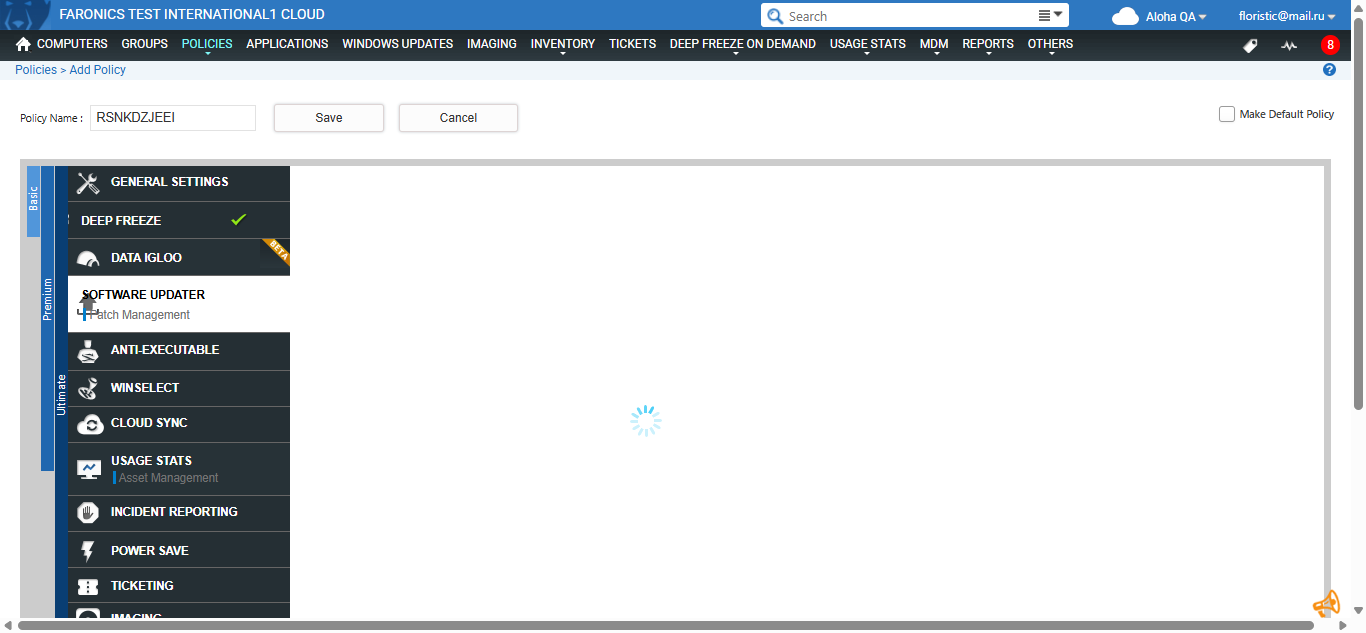 FARONICS TEST INTERNATIONAL1 CLOUD
Search
Aloha QA
floristic@mail.ru
COMPUTERS GROUPS POLICIES APPLICATIONS WINDOWS UPDATES IMAGING INVENTORY TICKETS DEEP FREEZE ON DEMAND USAGE STATS MDM REPORTS OTHERS
8
Policies > Add Policy
?
Policy Name :
RSNKDZJEEI
Save
Cancel
Make Default Policy
Basic
Premium
Ultimate
GENERAL SETTINGS
DEEP FREEZE
DATA IGLOO
BETA
SOFTWARE UPDATER
Patch Management
ANTI-EXECUTABLE
WINSELECT
CLOUD SYNC
USAGE STATS
Asset Management
INCIDENT REPORTING
POWER SAVE
TICKETING
IMAGING